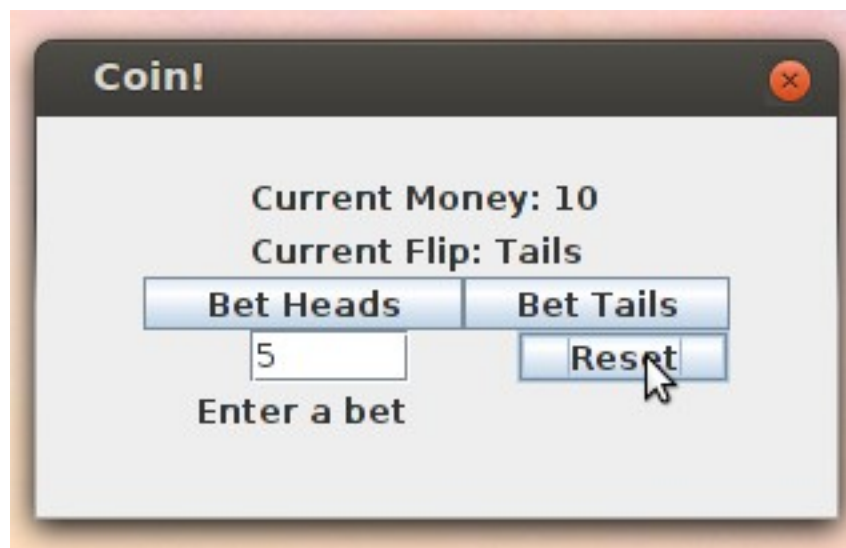 Coin!
Current Money: 10
Current Flip: Tails
Bet Heads Bet Tails
5 Reset
Enter a bet